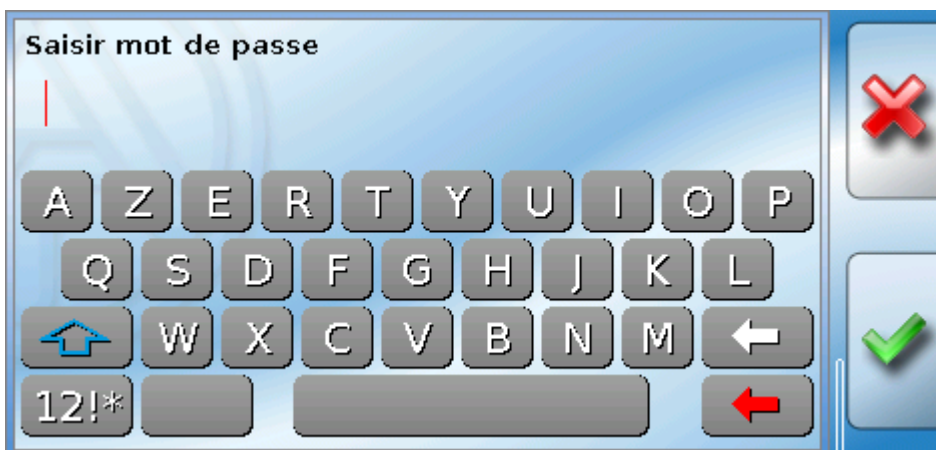 Saisir mot de passe
A Z E R T Y U I O P
Q S D F G H J K L
W X C V B N M
12!*